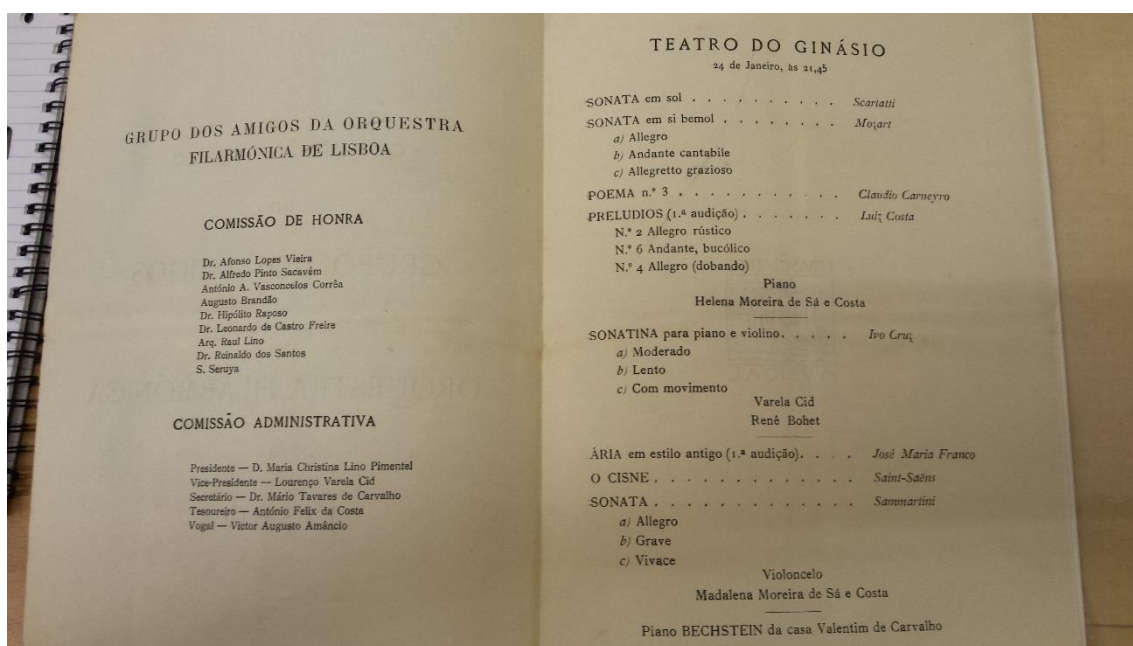 GRUPO DOS AMIGOS DA ORQUESTRA
FILARMÓNICA DE LISBOA
COMISSÃO DE HONRA
Dr. Afonso Lopes Vieira
Dr. Alfredo Pinto Sacavém
António A. Vasconcelos Corrêa
Augusto Brandão
Dr. Hipólito Raposo
Dr. Leonardo de Castro Freire
Arq. Raul Lino
Dr. Reinaldo dos Santos
S. Seruya
COMISSÃO ADMINISTRATIVA
Presidente — D. Maria Christina Lino Pimentel
Vice-Presidente — Lourenço Varela Cid
Secretário — Dr. Mário Tavares de Carvalho
Tesoureiro — António Felix da Costa
Vogal — Victor Augusto Amâncio
TEATRO DO GINÁSIO
24 de Janeiro, às 21,45
SONATA em sol . . . . . . . . . . Scarlatti
SONATA em si bemol . . . . . . . . Mozart
a) Allegro
b) Andante cantabile
c) Allegretto grazioso
POEMA n.º 3 . . . . . . . . . . . Claudio Carneyro
PRELUDIOS (1.ª audição) . . . . . . . Luiz Costa
N.º 2 Allegro rústico
N.º 6 Andante, bucólico
N.º 4 Allegro (dobando)
Piano
Helena Moreira de Sá e Costa
SONATINA para piano e violino. . . . . Ivo Cruz
a) Moderado
b) Lento
c) Com movimento
Varela Cid
René Bohet
ÁRIA em estilo antigo (1.ª audição). . . . José Maria Franco
O CISNE . . . . . . . . . . . . . Saint-Saëns
SONATA . . . . . . . . . . . . . Sammartini
a) Allegro
b) Grave
c) Vivace
Violoncelo
Madalena Moreira de Sá e Costa
Piano BECHSTEIN da casa Valentim de Carvalho